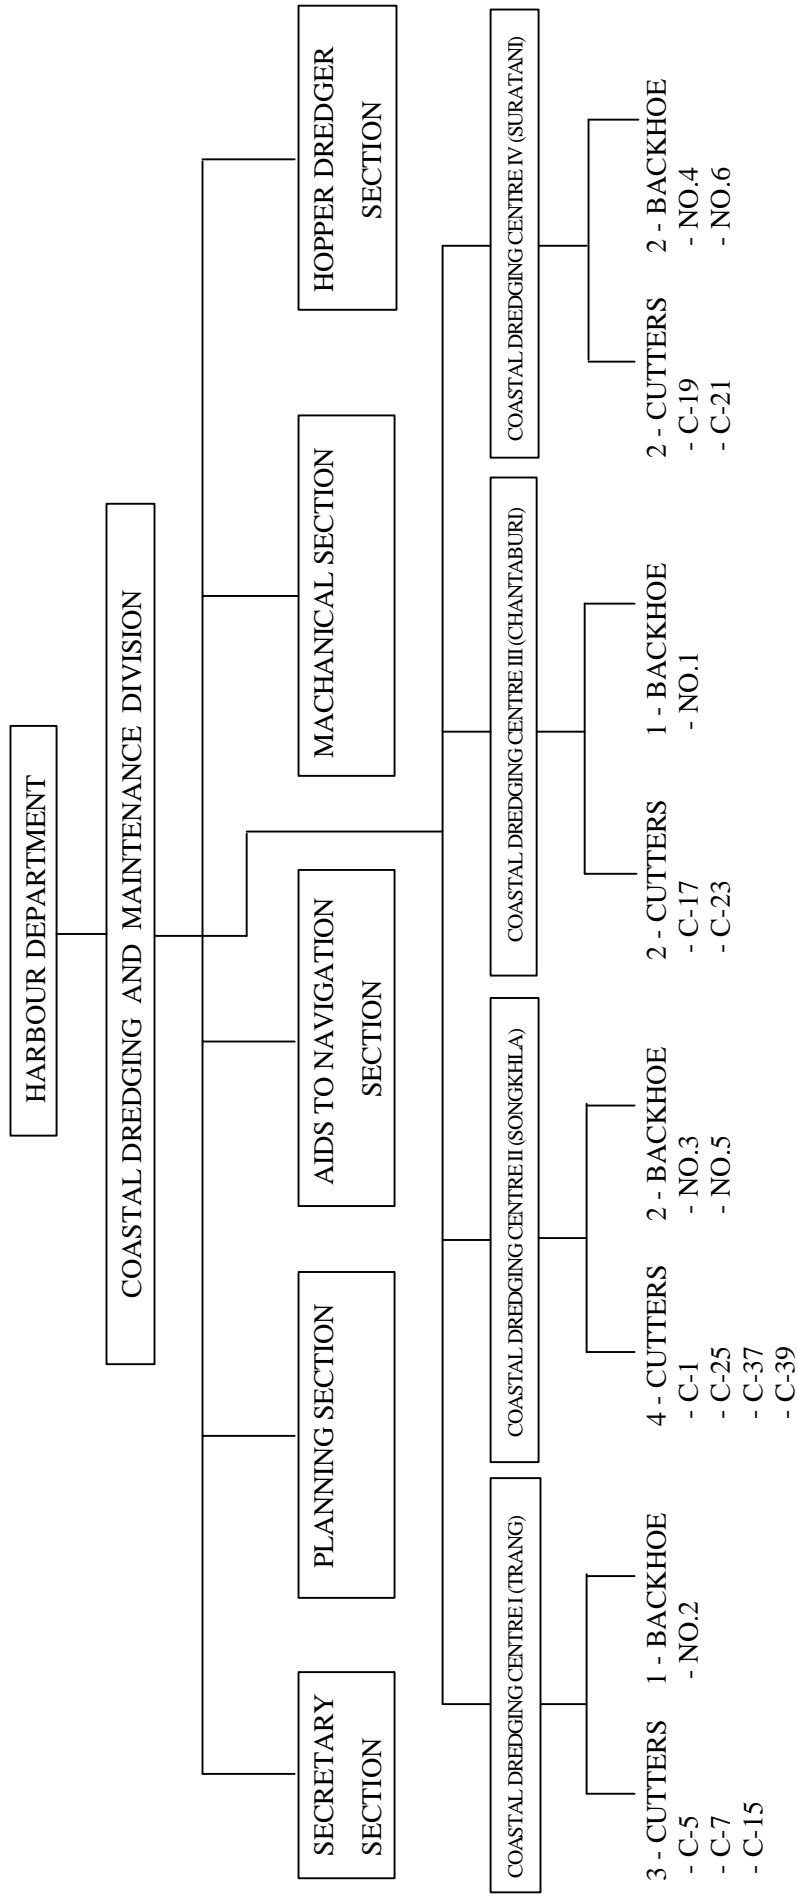 HARBOUR DEPARTMENT
COASTAL DREDGING AND MAINTENANCE DIVISION
SECRETARY
SECTION
PLANNING SECTION
AIDS TO NAVIGATION
SECTION
MACHANICAL SECTION
HOPPER DREDGER
SECTION
COASTAL DREDGING CENTRE I (TRANG)
3 - CUTTERS
- C-5
- C-7
- C-15
1 - BACKHOE
- NO.2
COASTAL DREDGING CENTRE II (SONGKHLA)
4 - CUTTERS
- C-1
- C-25
- C-37
- C-39
2 - BACKHOE
- NO.3
- NO.5
COASTAL DREDGING CENTRE III (CHANTABURI)
2 - CUTTERS
- C-17
- C-23
1 - BACKHOE
- NO.1
COASTAL DREDGING CENTRE IV (SURATANI)
2 - CUTTERS
- C-19
- C-21
2 - BACKHOE
- NO.4
- NO.6